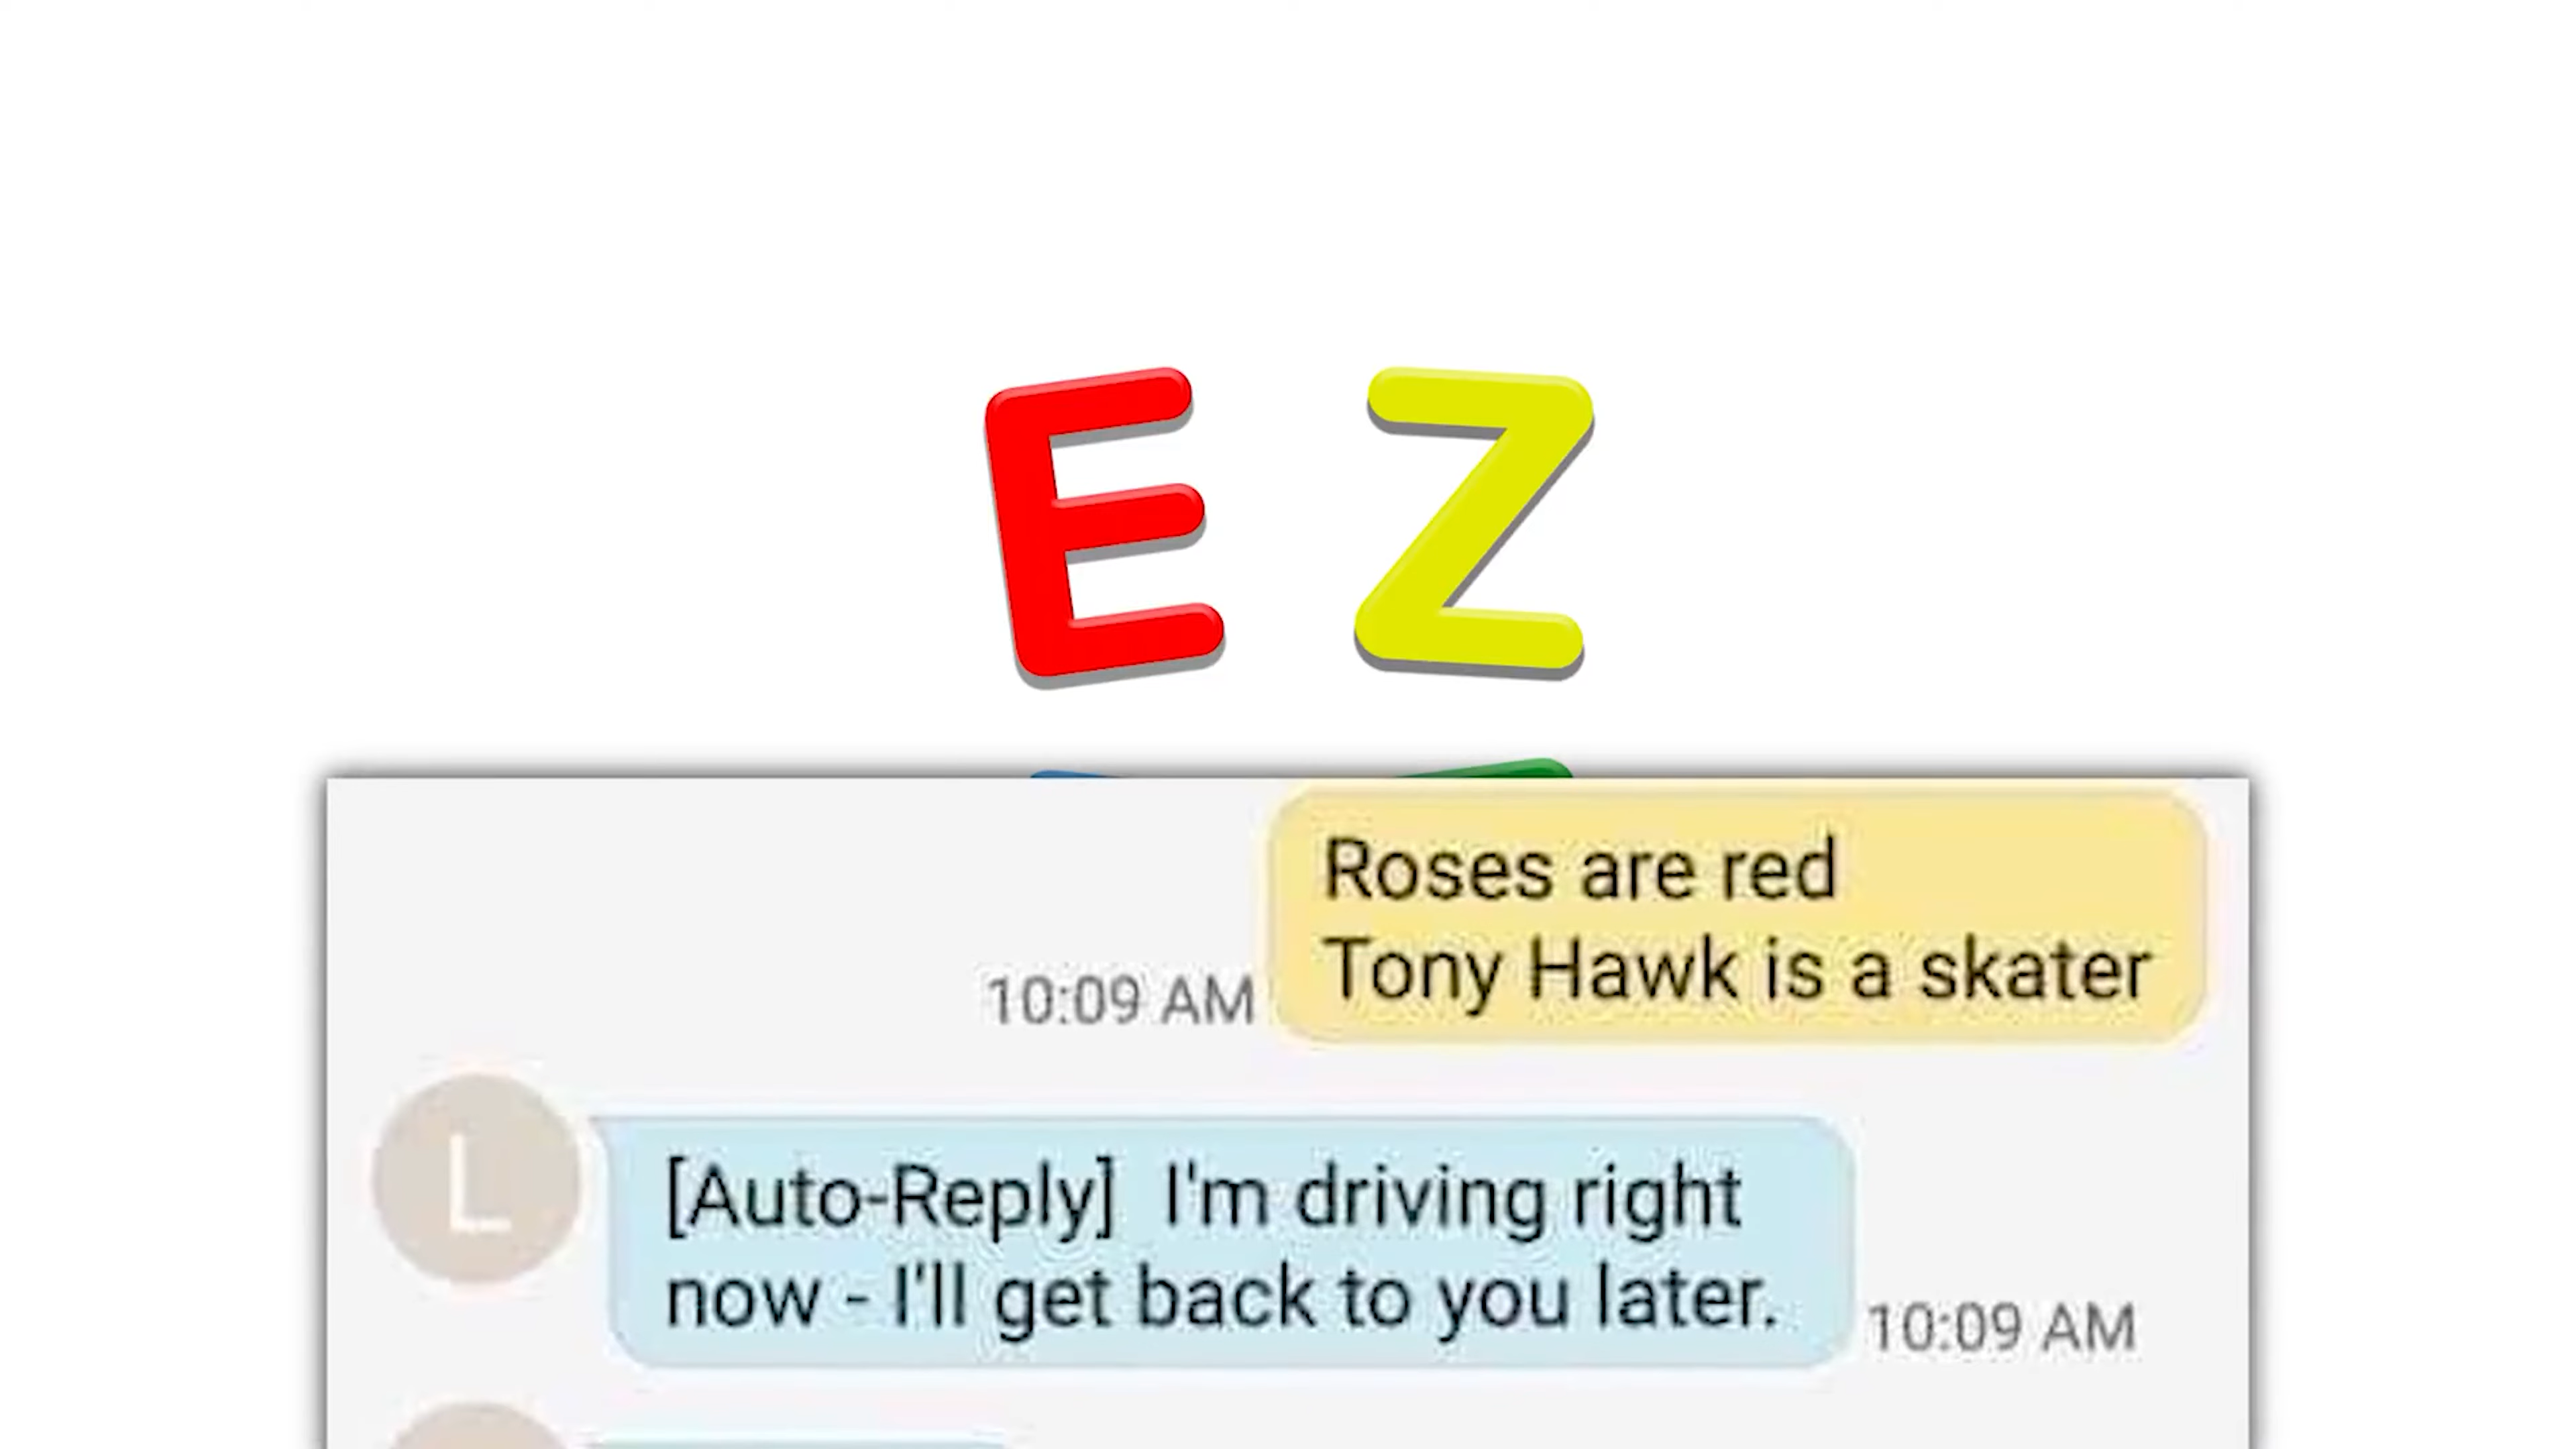 E Z
Roses are red
Tony Hawk is a skater
10:09 AM
L
[Auto-Reply]  I'm driving right
now - I'll get back to you later.
10:09 AM